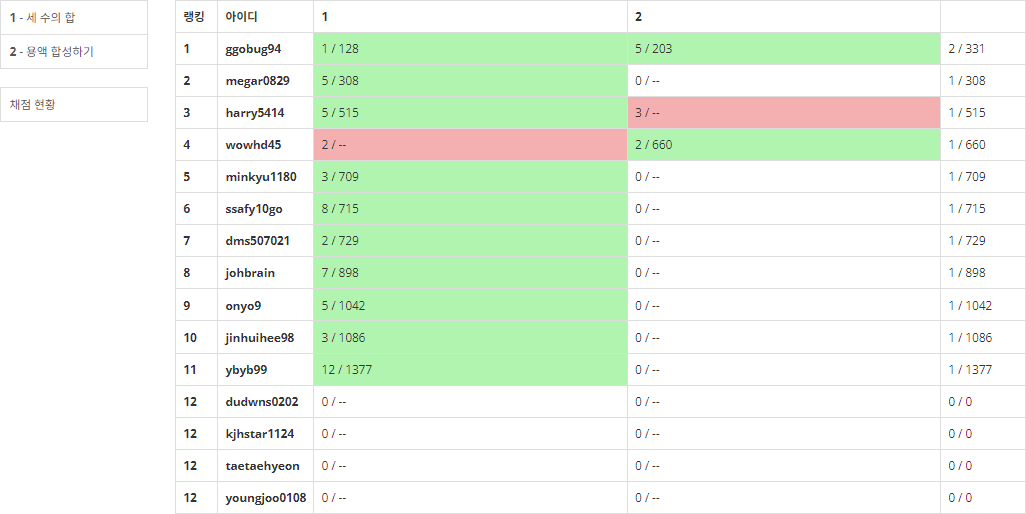 1 - 세 수의 합
2 - 용액 합성하기
채점 현황
랭킹 아이디 1 2
1 ggobug94 1 / 128 5 / 203 2 / 331
2 megar0829 5 / 308 0 / -- 1 / 308
3 harry5414 5 / 515 3 / -- 1 / 515
4 wowhd45 2 / -- 2 / 660 1 / 660
5 minkyu1180 3 / 709 0 / -- 1 / 709
6 ssafy10go 8 / 715 0 / -- 1 / 715
7 dms507021 2 / 729 0 / -- 1 / 729
8 johbrain 7 / 898 0 / -- 1 / 898
9 onyo9 5 / 1042 0 / -- 1 / 1042
10 jinhuihee98 3 / 1086 0 / -- 1 / 1086
11 ybyb99 12 / 1377 0 / -- 1 / 1377
12 dudwns0202 0 / -- 0 / -- 0 / 0
12 kjhstar1124 0 / -- 0 / -- 0 / 0
12 taetaehyeon 0 / -- 0 / -- 0 / 0
12 youngjoo0108 0 / -- 0 / -- 0 / 0